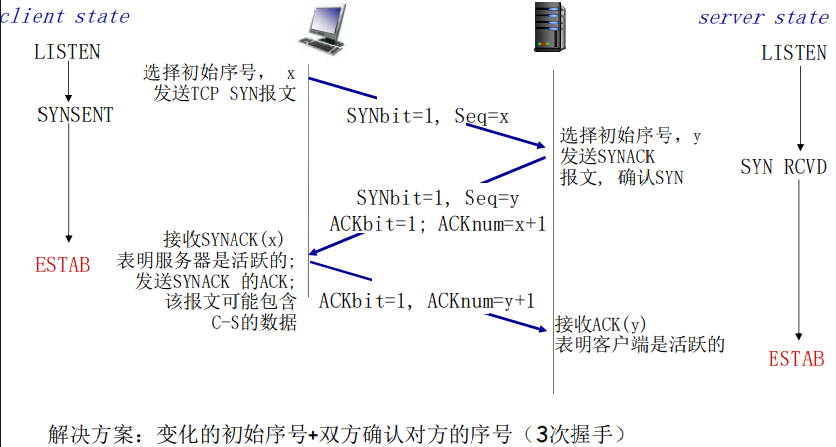 client state
server state
LISTEN
LISTEN
选择初始序号， x
发送TCP SYN报文
SYNSENT
SYNbit=1, Seq=x
选择初始序号，y
发送SYNACK
报文, 确认SYN
SYN RCVD
SYNbit=1, Seq=y
ACKbit=1; ACKnum=x+1
接收SYNACK(x)
表明服务器是活跃的;
发送SYNACK 的ACK;
该报文可能包含
C-S的数据
ESTAB
ACKbit=1, ACKnum=y+1
接收ACK(y)
表明客户端是活跃的
ESTAB
解决方案：变化的初始序号+双方确认对方的序号（3次握手）